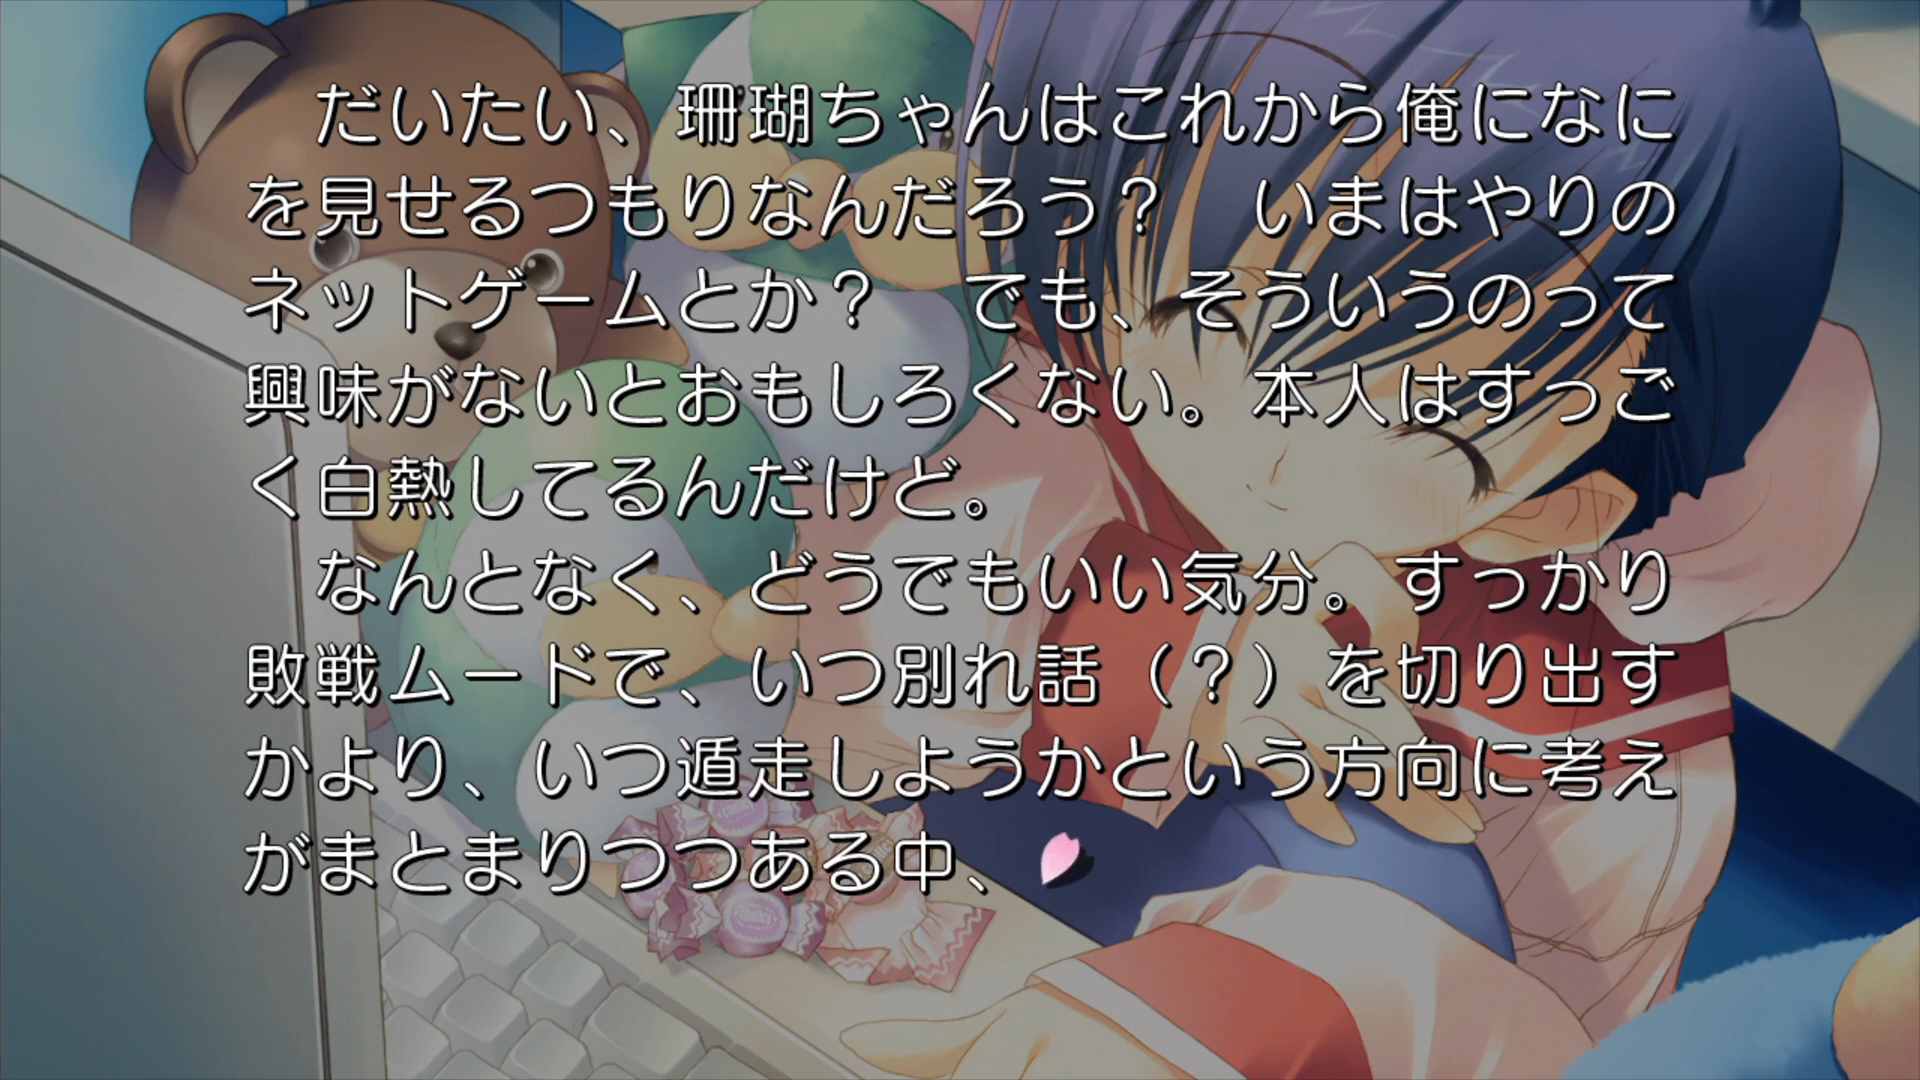 だいたい、珊瑚ちゃんはこれから俺になに
を見せるつもりなんだろう？　いまはやりの
ネットゲームとか？　でも、そういうのって
興味がないとおもしろくない。本人はすっご
く白熱してるんだけど。
なんとなく、どうでもいい気分。すっかり
敗戦ムードで、いつ別れ話（？）を切り出す
かより、いつ遁走しようかという方向に考え
がまとまりつつある中、